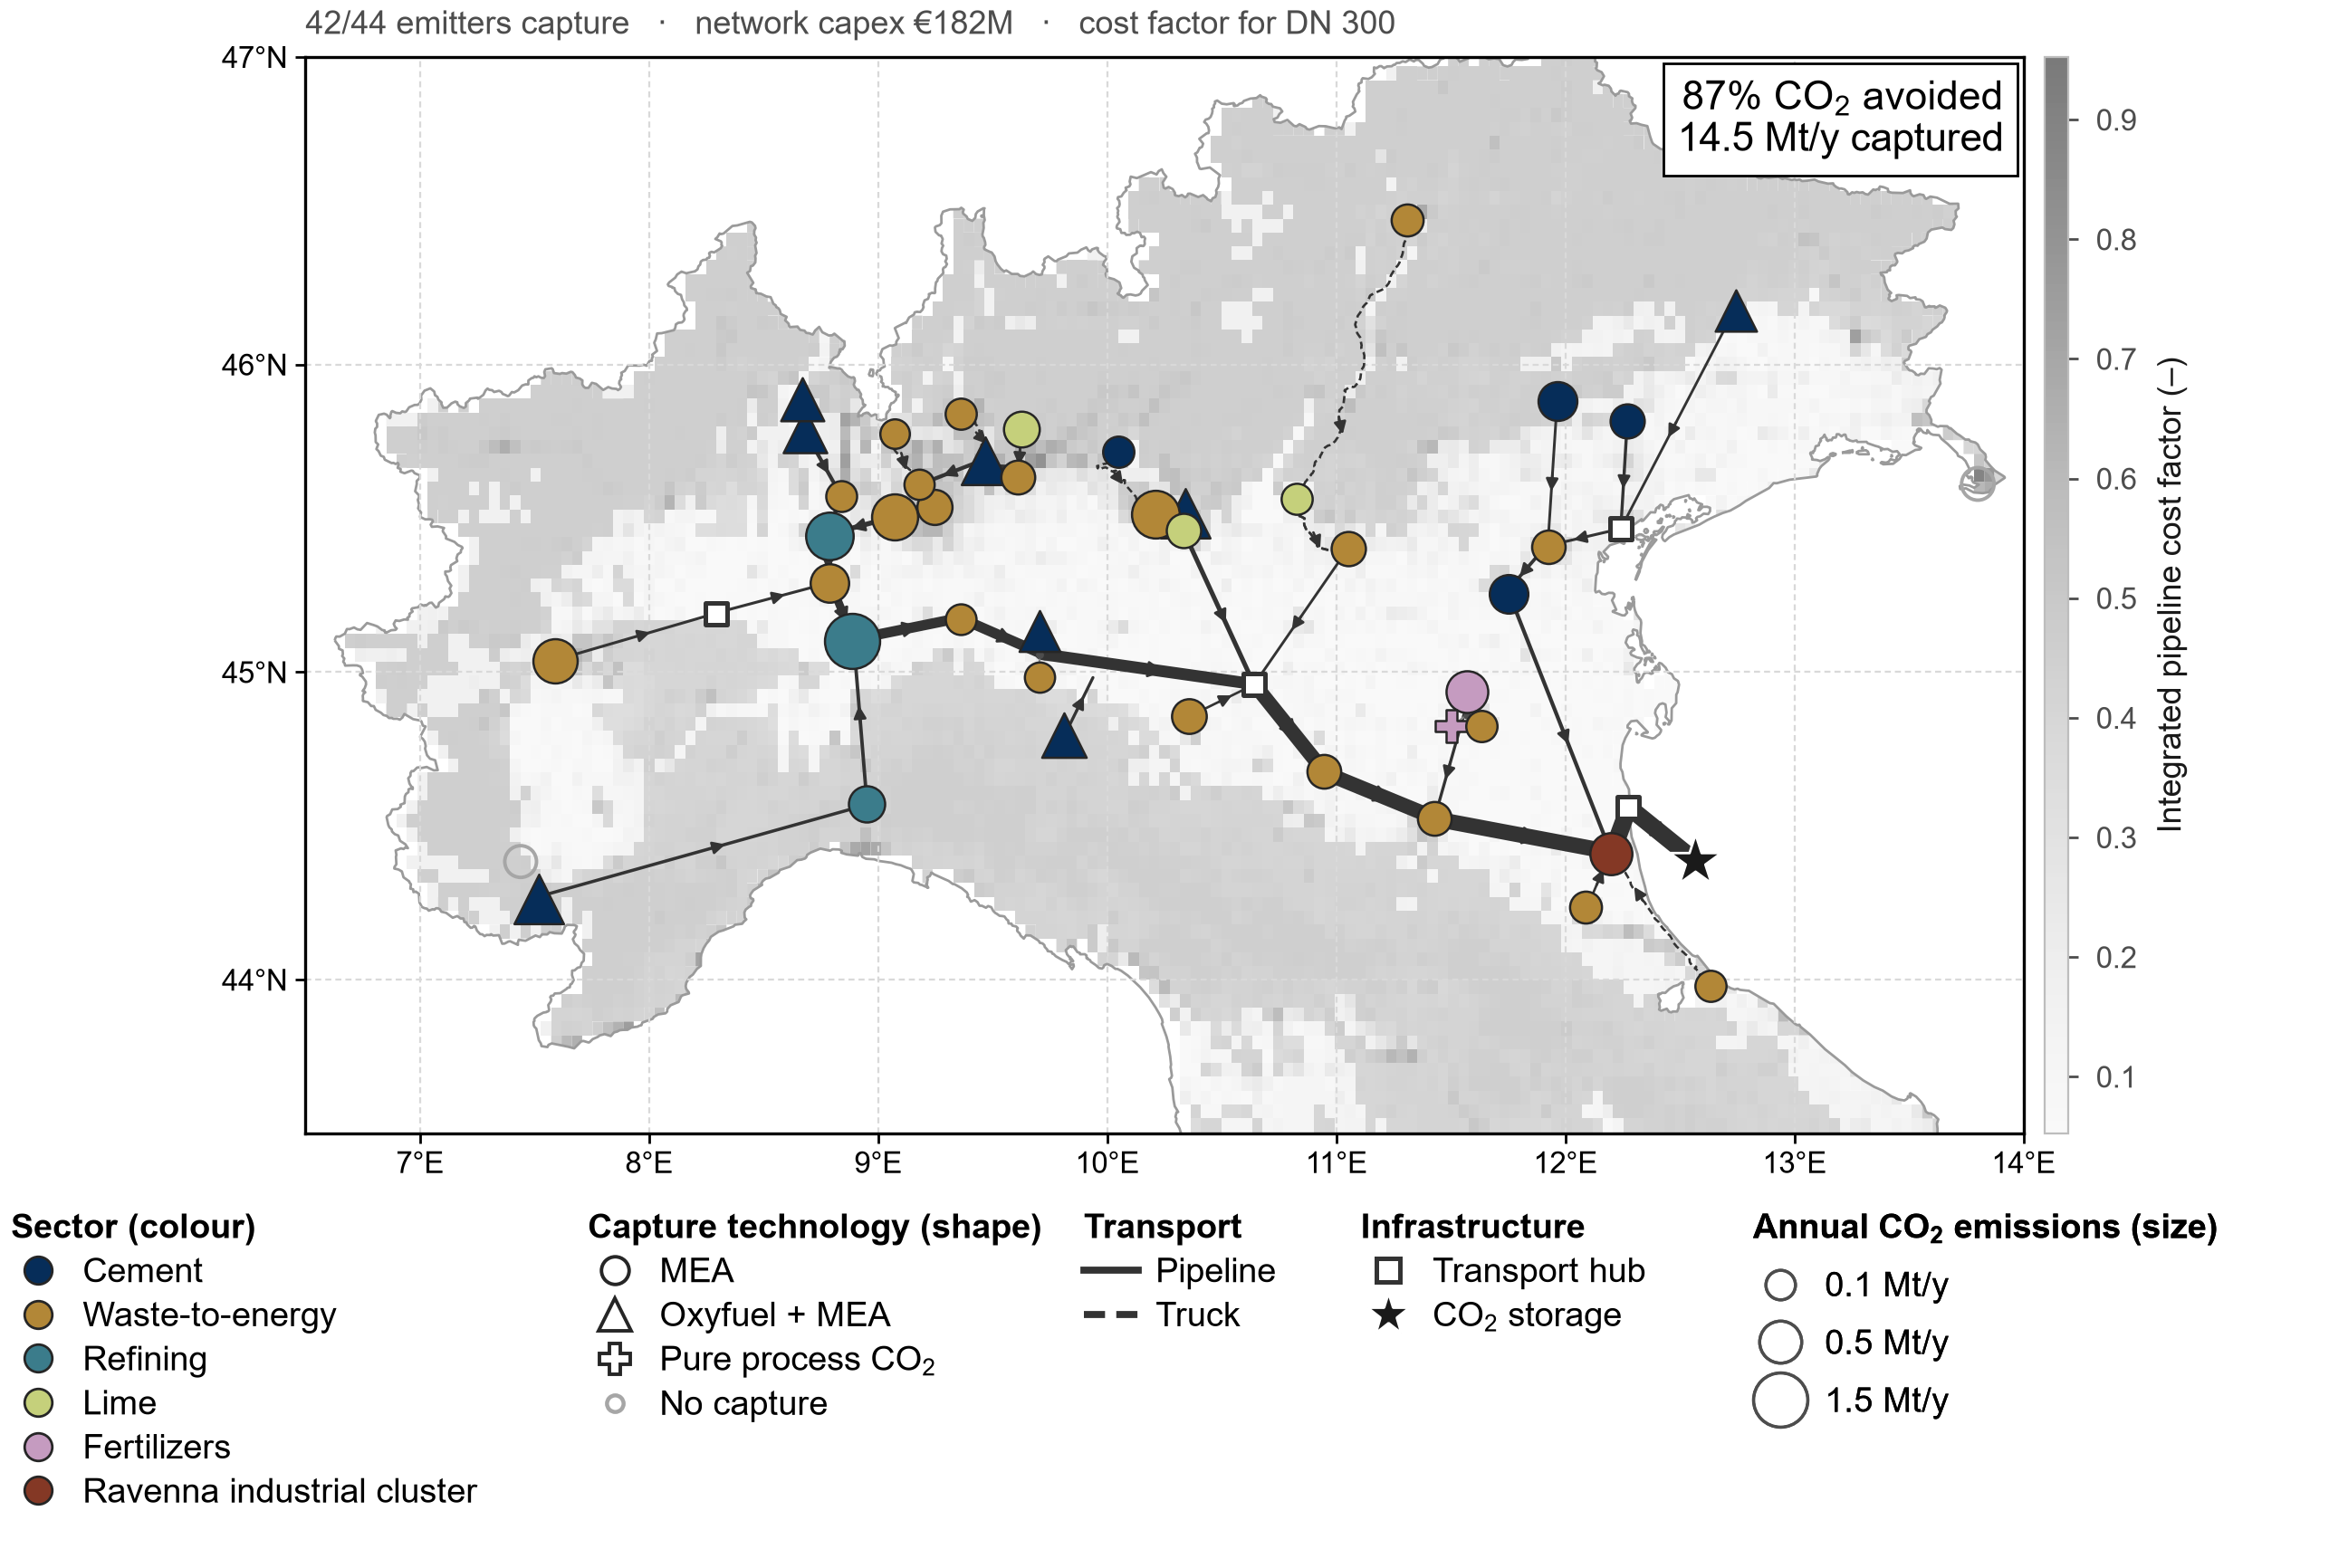 42/44 emitters capture · network capex €182M · cost factor for DN 300
87% CO₂ avoided
14.5 Mt/y captured
47°N
46°N
45°N
44°N
7°E
8°E
9°E
10°E
11°E
12°E
13°E
14°E
0.9
0.8
0.7
0.6
0.5
0.4
0.3
0.2
0.1
Integrated pipeline cost factor (–)
Sector (colour)
Cement
Waste-to-energy
Refining
Lime
Fertilizers
Ravenna industrial cluster
Capture technology (shape)
MEA
Oxyfuel + MEA
Pure process CO₂
No capture
Transport
Pipeline
Truck
Infrastructure
Transport hub
CO₂ storage
Annual CO₂ emissions (size)
0.1 Mt/y
0.5 Mt/y
1.5 Mt/y